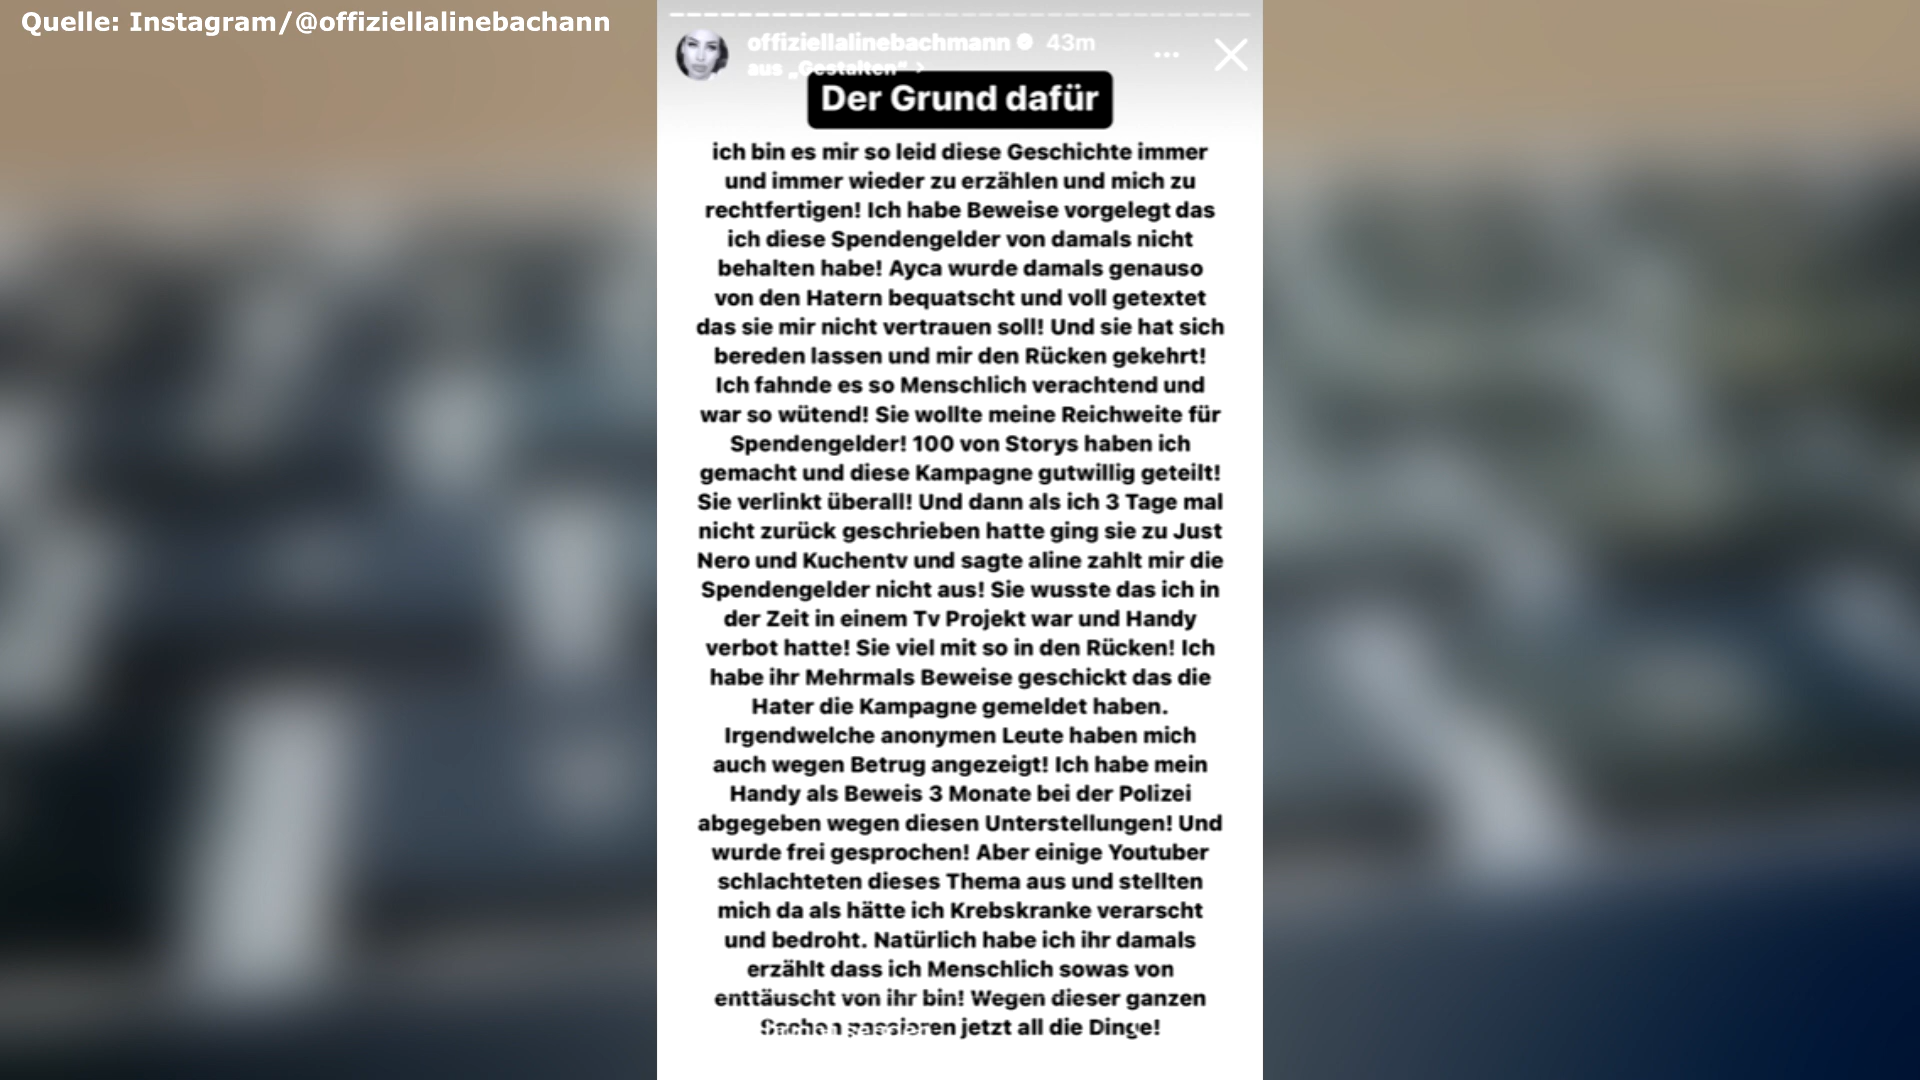 Quelle: Instagram/@offiziellalinebachann
offiziellalinebachmann 43m
aus „Gestalten“ >
Der Grund dafür
ich bin es mir so leid diese Geschichte immer
und immer wieder zu erzählen und mich zu
rechtfertigen! Ich habe Beweise vorgelegt das
ich diese Spendengelder von damals nicht
behalten habe! Ayca wurde damals genauso
von den Hatern bequatscht und voll getextet
das sie mir nicht vertrauen soll! Und sie hat sich
bereden lassen und mir den Rücken gekehrt!
Ich fahnde es so Menschlich verachtend und
war so wütend! Sie wollte meine Reichweite für
Spendengelder! 100 von Storys haben ich
gemacht und diese Kampagne gutwillig geteilt!
Sie verlinkt überall! Und dann als ich 3 Tage mal
nicht zurück geschrieben hatte ging sie zu Just
Nero und Kuchentv und sagte aline zahlt mir die
Spendengelder nicht aus! Sie wusste das ich in
der Zeit in einem Tv Projekt war und Handy
verbot hatte! Sie viel mit so in den Rücken! Ich
habe ihr Mehrmals Beweise geschickt das die
Hater die Kampagne gemeldet haben.
Irgendwelche anonymen Leute haben mich
auch wegen Betrug angezeigt! Ich habe mein
Handy als Beweis 3 Monate bei der Polizei
abgegeben wegen diesen Unterstellungen! Und
wurde frei gesprochen! Aber einige Youtuber
schlachteten dieses Thema aus und stellten
mich da als hätte ich Krebskranke verarscht
und bedroht. Natürlich habe ich ihr damals
erzählt dass ich Menschlich sowas von
enttäuscht von ihr bin! Wegen dieser ganzen
Sachen passieren jetzt all die Dinge!